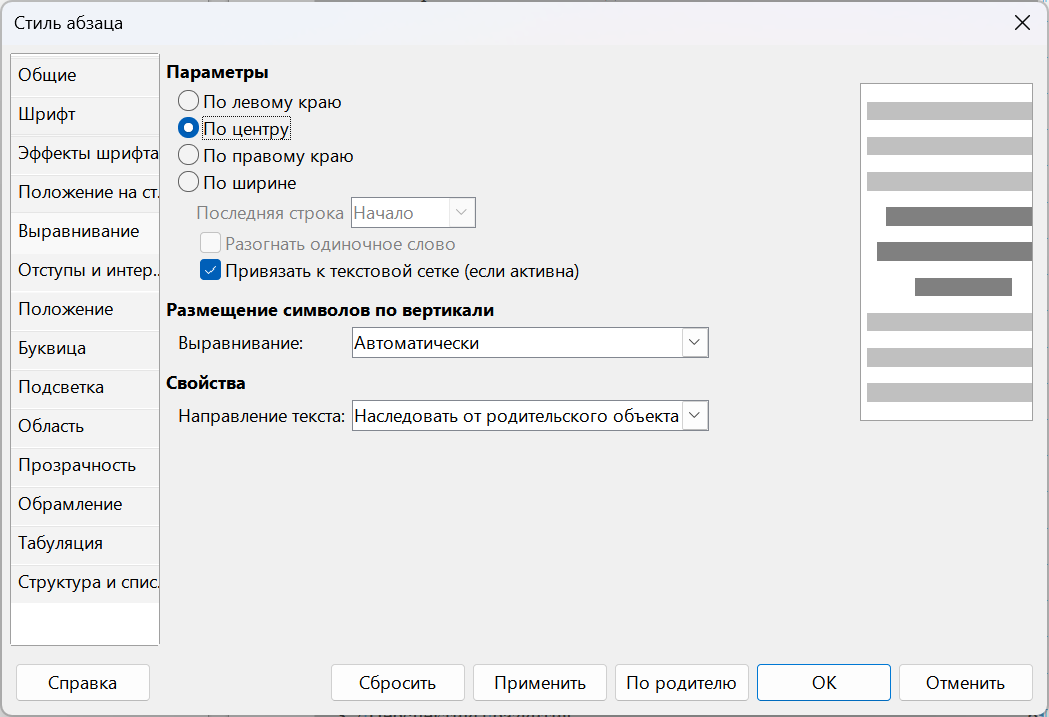 Стиль абзаца
Общие
Шрифт
Эффекты шрифта
Положение на ст.
Выравнивание
Отступы и интер..
Положение
Буквица
Подсветка
Область
Прозрачность
Обрамление
Табуляция
Структура и спис.
Параметры
По левому краю
По центру
По правому краю
По ширине
Последняя строка Начало
Разогнать одиночное слово
Привязать к текстовой сетке (если активна)
Размещение символов по вертикали
Выравнивание: Автоматически
Свойства
Направление текста: Наследовать от родительского объекта
Справка Сбросить Применить По родителю ОК Отменить